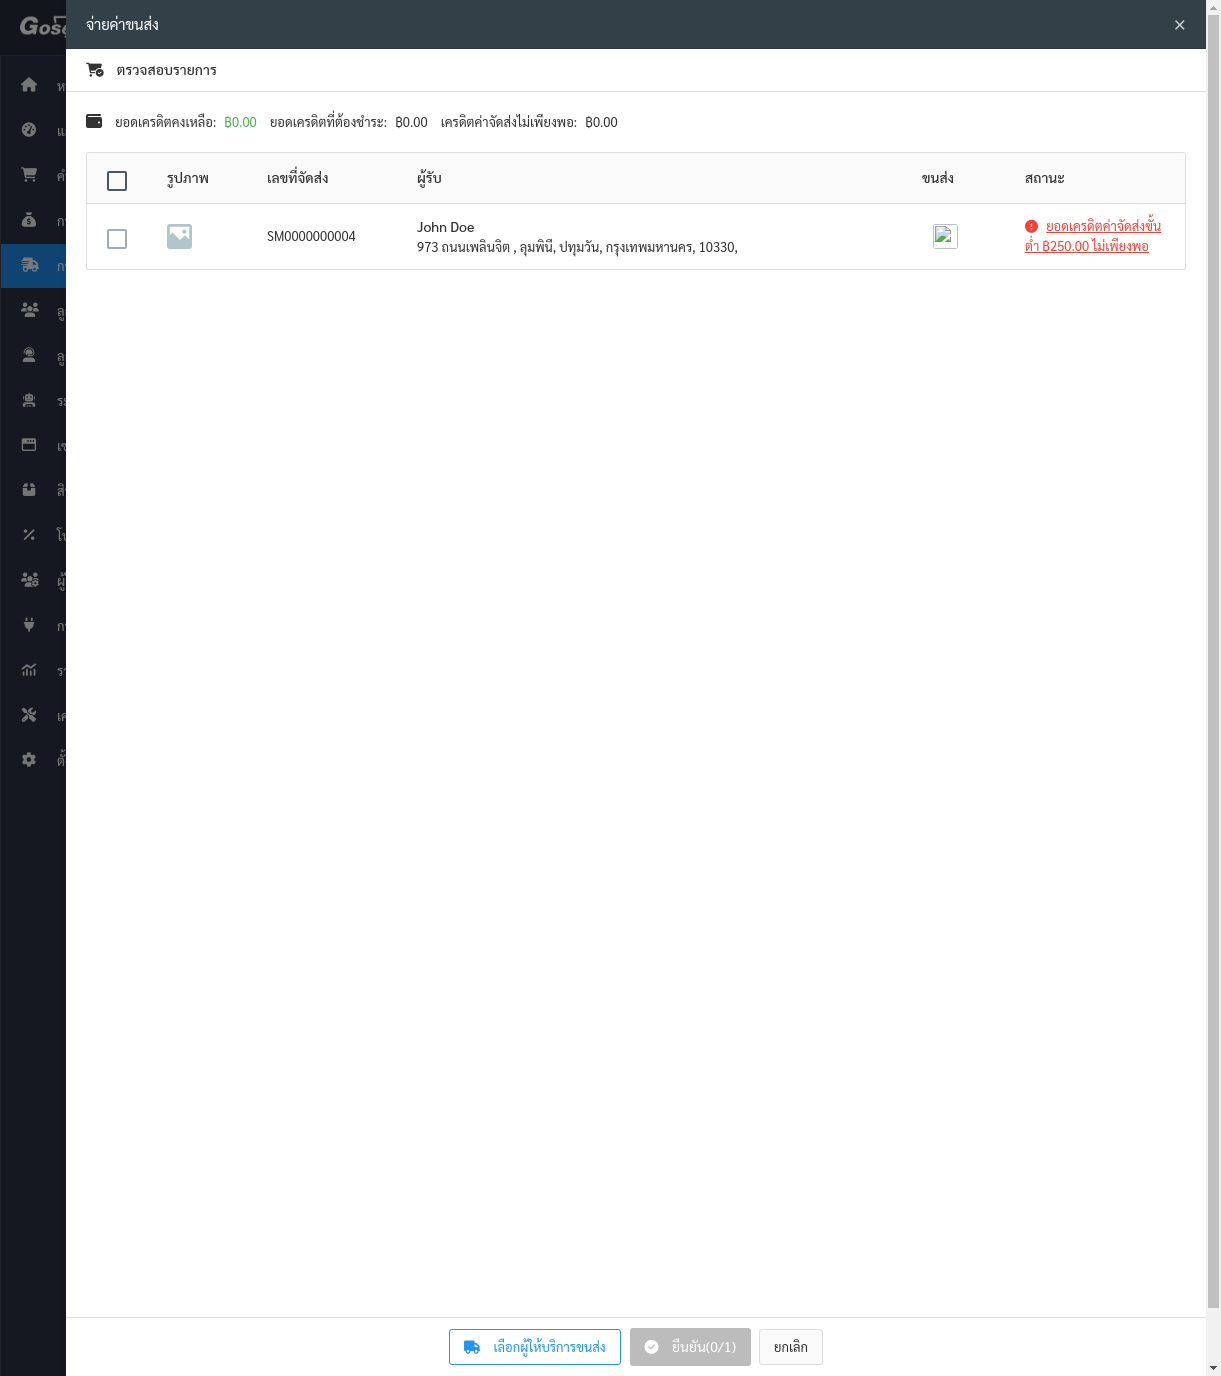 จ่ายค่าขนส่ง
ตรวจสอบรายการ
ยอดเครดิตคงเหลือ: ฿0.00 ยอดเครดิตที่ต้องชำระ: ฿0.00 เครดิตค่าจัดส่งไม่เพียงพอ: ฿0.00
รูปภาพ เลขที่จัดส่ง ผู้รับ ขนส่ง สถานะ
SM0000000004
John Doe
973 ถนนเพลินจิต , ลุมพินี, ปทุมวัน, กรุงเทพมหานคร, 10330,
ยอดเครดิตค่าจัดส่งขั้น
ต่ำ ฿250.00 ไม่เพียงพอ
เลือกผู้ให้บริการขนส่ง ยืนยัน(0/1) ยกเลิก